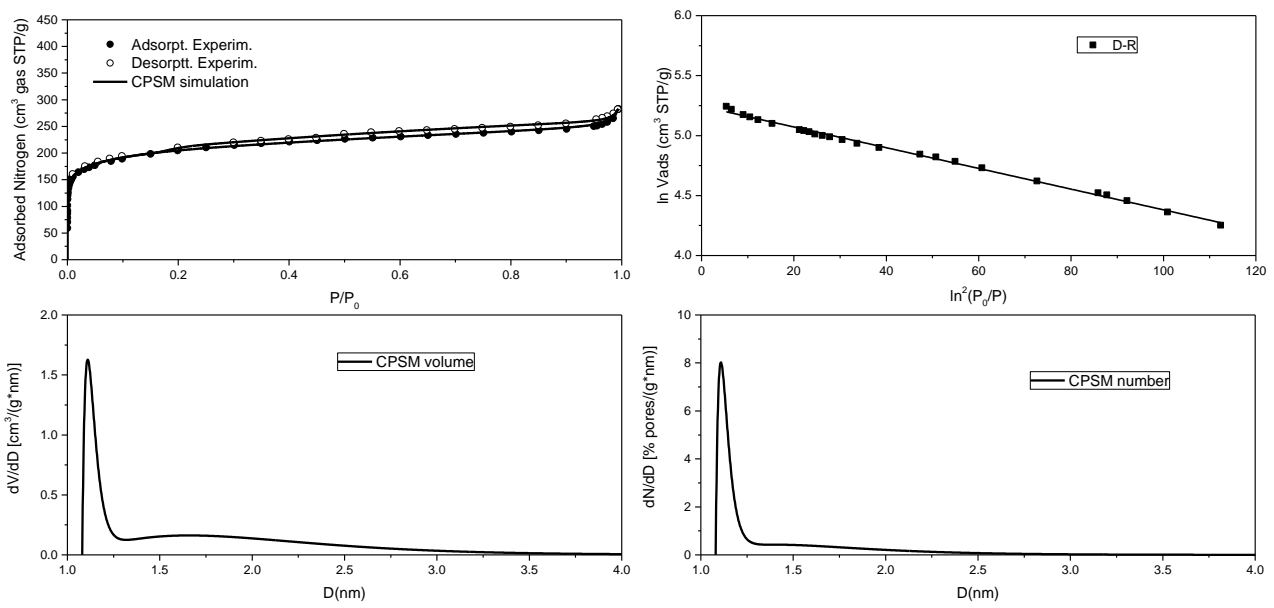 Adsorbed Nitrogen (cm³ gas STP/g)
450
400
350
300
250
200
150
100
50
0
Adsorpt. Experim.
Desorptt. Experim.
CPSM simulation
0.0 0.2 0.4 0.6 0.8 1.0
P/P₀
ln Vads (cm³ STP/g)
6.0
5.5
5.0
4.5
4.0
D-R
20 40 60 80 100 120
ln²(P₀/P)
dV/dD [cm³/(g*nm)]
2.0
1.5
1.0
0.5
0.0
CPSM volume
1.0 1.5 2.0 2.5 3.0 3.5 4.0
D(nm)
dN/dD [% pores/(g*nm)]
10
8
6
4
2
0
CPSM number
1.0 1.5 2.0 2.5 3.0 3.5 4.0
D(nm)